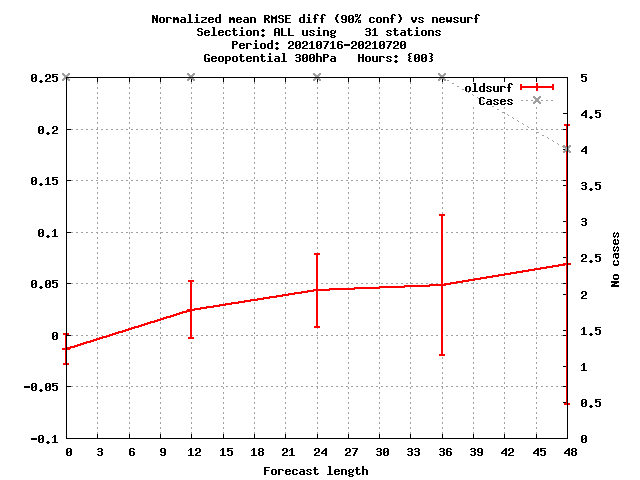 Normalized mean RMSE diff (90% conf) vs newsurf
Selection: ALL using    31 stations
Period: 20210716-20210720
Geopotential 300hPa   Hours: {00}
oldsurf
Cases
0.25
0.2
0.15
0.1
0.05
0
-0.05
-0.1
5
4.5
4
3.5
3
2.5
2
1.5
1
0.5
0
No cases
0 3 6 9 12 15 18 21 24 27 30 33 36 39 42 45 48
Forecast length